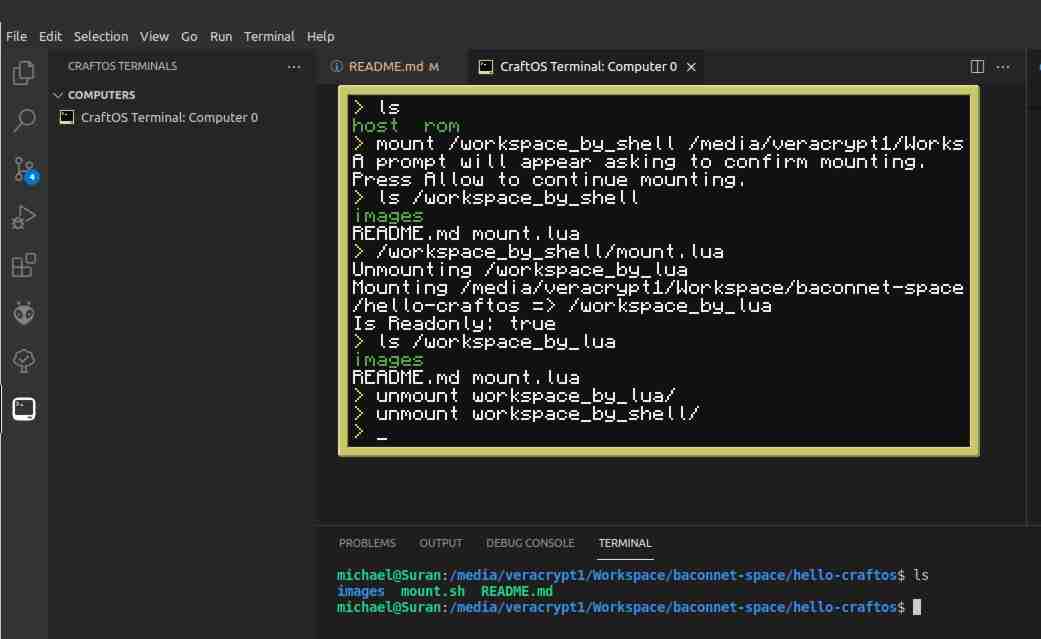 File Edit Selection View Go Run Terminal Help
CRAFTOS TERMINALS
README.md M
CraftOS Terminal: Computer 0
COMPUTERS
CraftOS Terminal: Computer 0
4
> ls
host rom
> mount /workspace_by_shell /media/veracrypt1/Works
A prompt will appear asking to confirm mounting.
Press Allow to continue mounting.
> ls /workspace_by_shell
images
README.md mount.lua
> /workspace_by_shell/mount.lua
Unmounting /workspace_by_lua
Mounting /media/veracrypt1/Workspace/baconnet-space
/hello-craftos => /workspace_by_lua
Is Readonly: true
> ls /workspace_by_lua
images
README.md mount.lua
> unmount workspace_by_lua/
> unmount workspace_by_shell/
> _
PROBLEMS OUTPUT DEBUG CONSOLE TERMINAL
michael@Suran:/media/veracrypt1/Workspace/baconnet-space/hello-craftos$ ls
images mount.sh README.md
michael@Suran:/media/veracrypt1/Workspace/baconnet-space/hello-craftos$